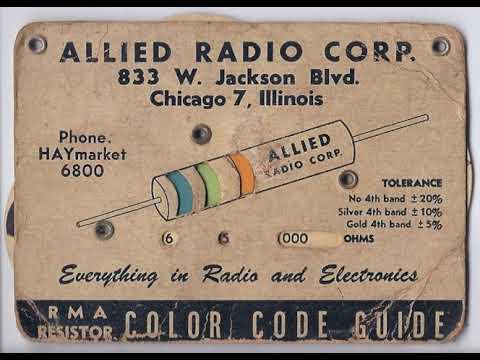 ALLIED RADIO CORP.
833 W. Jackson Blvd.
Chicago 7, Illinois
Phone.
HAYmarket
6800
ALLIED
RADIO CORP.
TOLERANCE
No 4th band ± 20%
Silver 4th band ± 10%
Gold 4th band ± 5%
6 5 000 OHMS
Everything in Radio and Electronics
RMA
RESISTOR COLOR CODE GUIDE